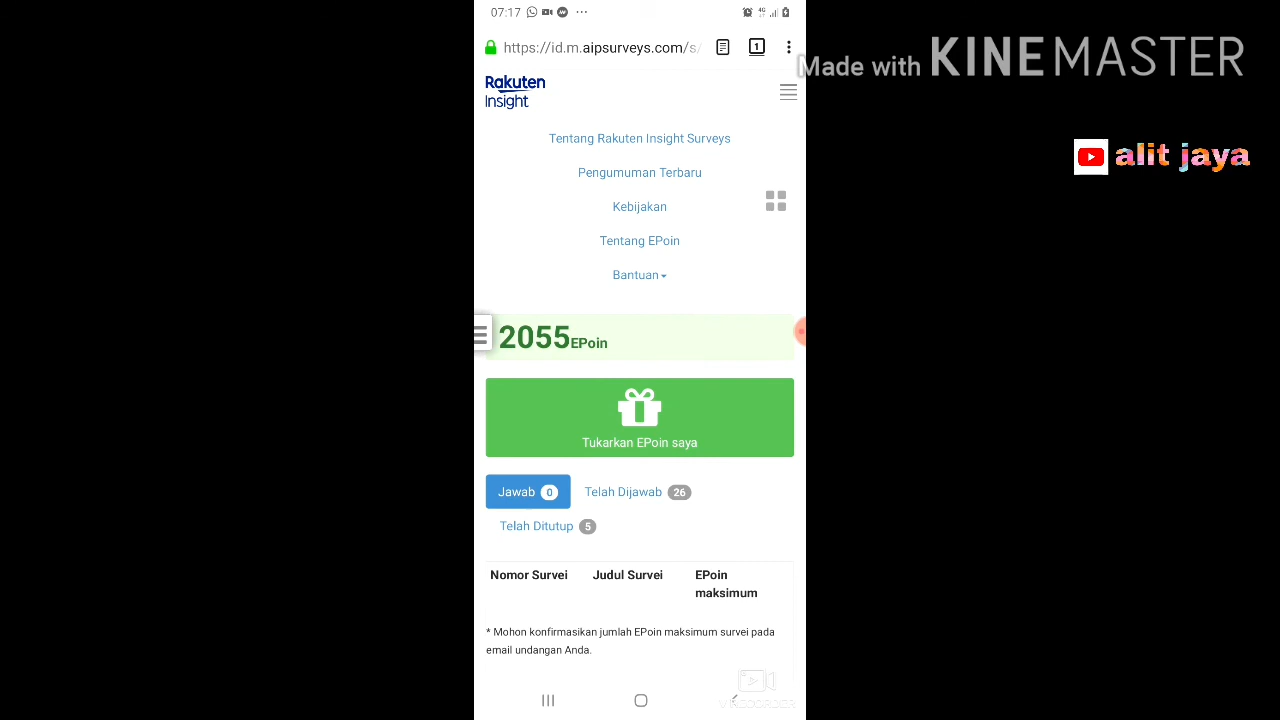 07:17
https://id.m.aipsurveys.com/s/
1
Made with KINEMASTER
Rakuten
Insight
alit jaya
Tentang Rakuten Insight Surveys
Pengumuman Terbaru
Kebijakan
Tentang EPoin
Bantuan
2055EPoin
Tukarkan EPoin saya
Jawab 0
Telah Dijawab 26
Telah Ditutup 5
Nomor Survei Judul Survei EPoin maksimum
* Mohon konfirmasikan jumlah EPoin maksimum survei pada
email undangan Anda.